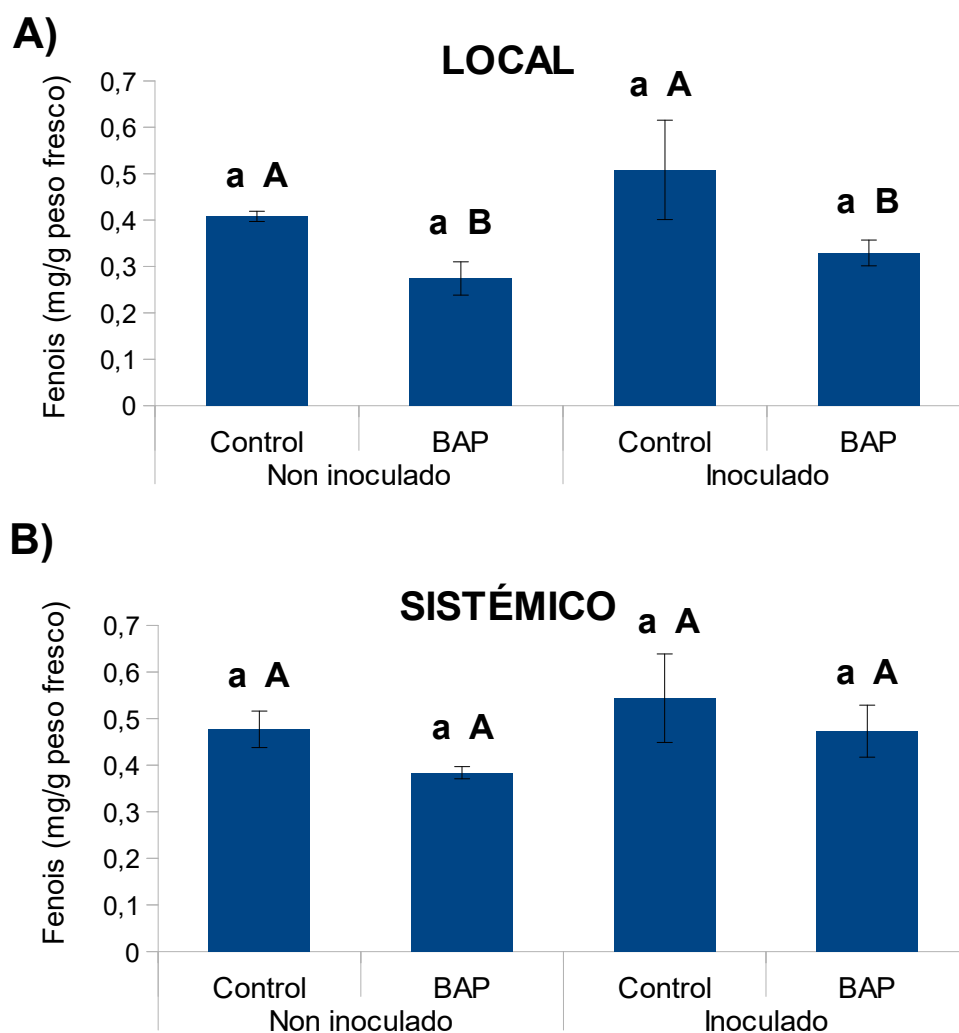 A)
LOCAL
Fenois (mg/g peso fresco)
0,7
0,6
0,5
0,4
0,3
0,2
0,1
0
a A
a B
a A
a B
Control BAP Control BAP
Non inoculado Inoculado
B)
SISTÉMICO
Fenois (mg/g peso fresco)
0,7
0,6
0,5
0,4
0,3
0,2
0,1
0
a A
a A
a A
a A
Control BAP Control BAP
Non inoculado Inoculado